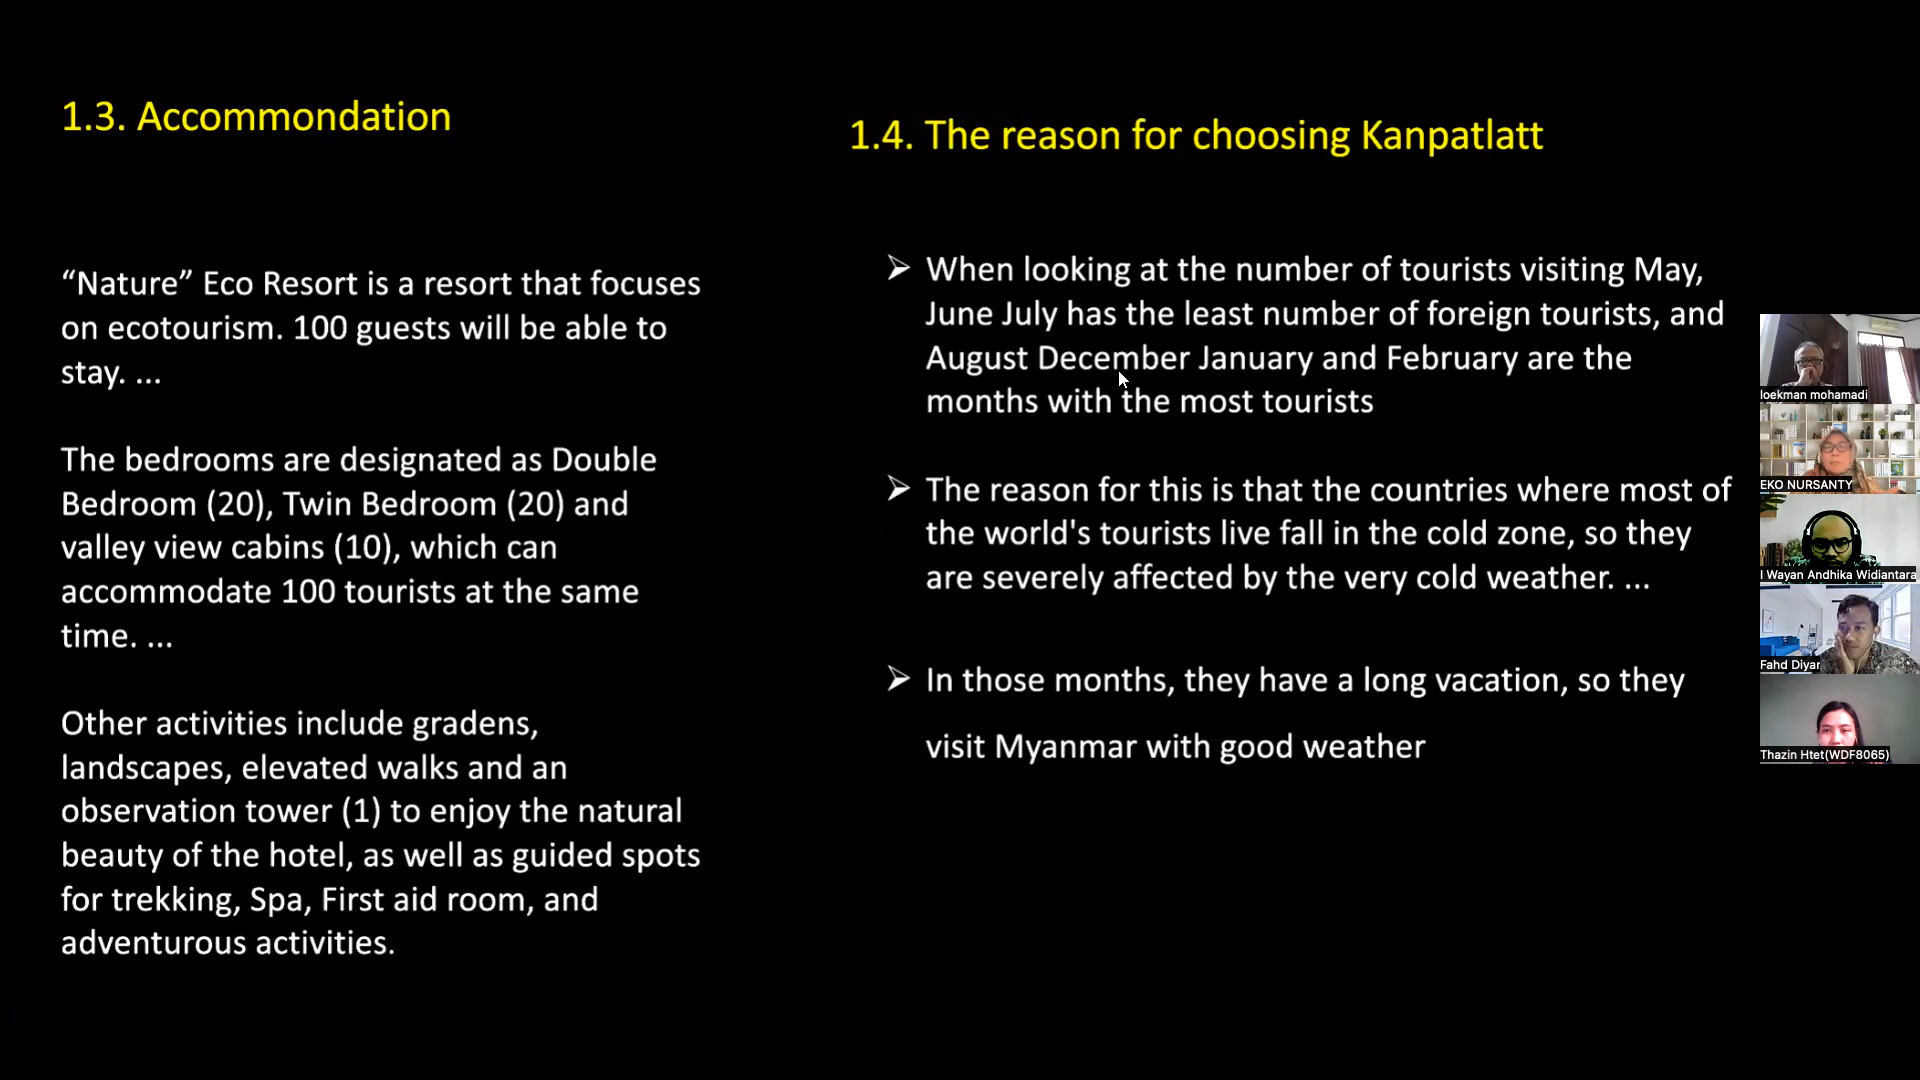 1.3. Accommondation
“Nature” Eco Resort is a resort that focuses
on ecotourism. 100 guests will be able to
stay. ...
The bedrooms are designated as Double
Bedroom (20), Twin Bedroom (20) and
valley view cabins (10), which can
accommodate 100 tourists at the same
time. ...
Other activities include gradens,
landscapes, elevated walks and an
observation tower (1) to enjoy the natural
beauty of the hotel, as well as guided spots
for trekking, Spa, First aid room, and
adventurous activities.
1.4. The reason for choosing Kanpatlatt
➢ When looking at the number of tourists visiting May,
June July has the least number of foreign tourists, and
August December January and February are the
months with the most tourists
➢ The reason for this is that the countries where most of
the world's tourists live fall in the cold zone, so they
are severely affected by the very cold weather. ...
➢ In those months, they have a long vacation, so they
visit Myanmar with good weather
loekman mohamadi
EKO NURSANTY
I Wayan Andhika Widiantara
Fahd Diyar
Thazin Htet(WDF8065)